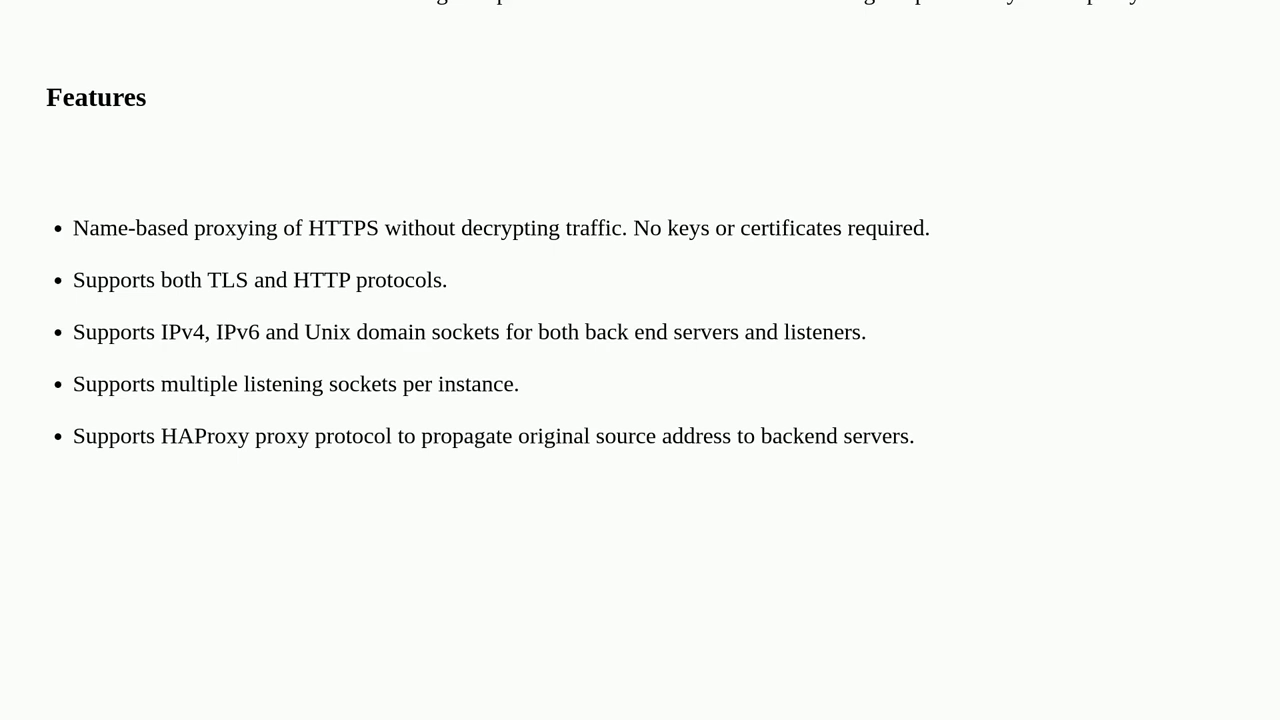 Features
Name-based proxying of HTTPS without decrypting traffic. No keys or certificates required.
Supports both TLS and HTTP protocols.
Supports IPv4, IPv6 and Unix domain sockets for both back end servers and listeners.
Supports multiple listening sockets per instance.
Supports HAProxy proxy protocol to propagate original source address to backend servers.